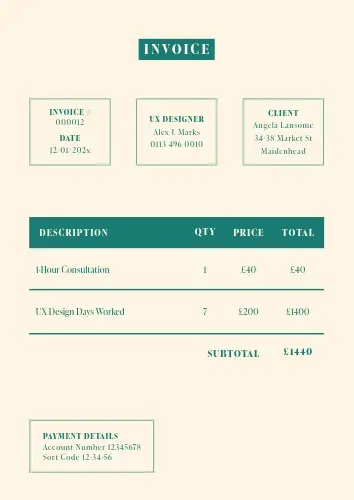 INVOICE
INVOICE #
000012
DATE
12/01/202x
UX DESIGNER
Alex J. Marks
0113 496 0010
CLIENT
Angela Lansome
34-38 Market St
Maidenhead
DESCRIPTION QTY PRICE TOTAL
1-Hour Consultation 1 £40 £40
UX Design Days Worked 7 £200 £1400
SUBTOTAL £1440
PAYMENT DETAILS
Account Number 12345678
Sort Code 12-34-56